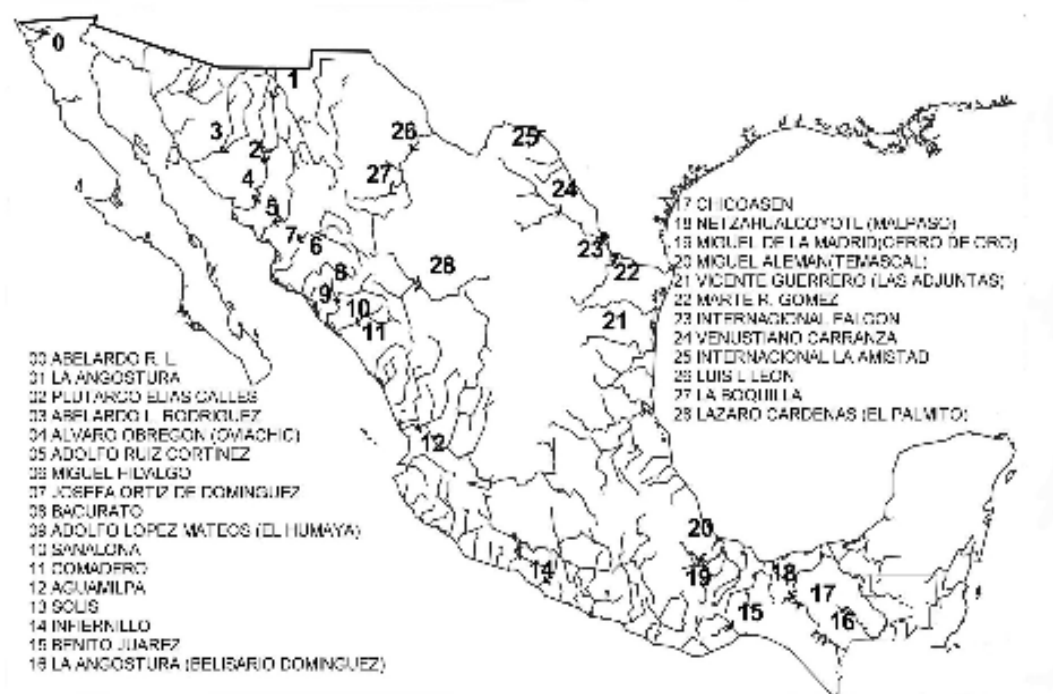 0
1
26
25
3
2
27
4
24
5
7
6
23
22
8
28
9
10
11
21
12
20
14
19
18
17
15
16
00 ABELARDO R. L.
01 LA ANGOSTURA
02 PLUTARCO ELIAS CALLES
03 ABELARDO L. RODRIGUEZ
04 ALVARO OBREGON (OVIACHIC)
05 ADOLFO RUIZ CORTINEZ
06 MIGUEL HIDALGO
07 JOSEFA ORTIZ DE DOMINGUEZ
08 BACURATO
09 ADOLFO LOPEZ MATEOS (EL HUMAYA)
10 SANALONA
11 COMADERO
12 AGUAMILPA
13 SOLIS
14 INFIERNILLO
15 BENITO JUAREZ
16 LA ANGOSTURA (BELISARIO DOMINGUEZ)
17 CHICOASEN
18 NETZAHUALCOYOTL (MALPASO)
19 MIGUEL DE LA MADRID(CERRO DE ORO)
20 MIGUEL ALEMAN(TEMASCAL)
21 VICENTE GUERRERO (LAS ADJUNTAS)
22 MARTE R. GOMEZ
23 INTERNACIONAL FALCON
24 VENUSTIANO CARRANZA
25 INTERNACIONAL LA AMISTAD
26 LUIS L LEON
27 LA BOQUILLA
28 LAZARO CARDENAS (EL PALMITO)